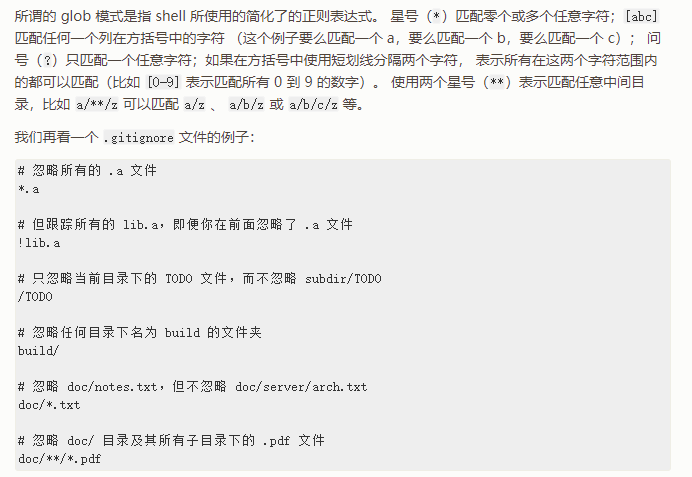 所谓的 glob 模式是指 shell 所使用的简化了的正则表达式。 星号（*）匹配零个或多个任意字符；[abc]
匹配任何一个列在方括号中的字符 （这个例子要么匹配一个 a，要么匹配一个 b，要么匹配一个 c）； 问
号（?）只匹配一个任意字符；如果在方括号中使用短划线分隔两个字符， 表示所有在这两个字符范围内
的都可以匹配（比如 [0-9] 表示匹配所有 0 到 9 的数字）。 使用两个星号（**）表示匹配任意中间目
录，比如 a/**/z 可以匹配 a/z 、 a/b/z 或 a/b/c/z 等。
我们再看一个 .gitignore 文件的例子：
# 忽略所有的 .a 文件
*.a
# 但跟踪所有的 lib.a，即便你在前面忽略了 .a 文件
!lib.a
# 只忽略当前目录下的 TODO 文件，而不忽略 subdir/TODO
/TODO
# 忽略任何目录下名为 build 的文件夹
build/
# 忽略 doc/notes.txt，但不忽略 doc/server/arch.txt
doc/*.txt
# 忽略 doc/ 目录及其所有子目录下的 .pdf 文件
doc/**/*.pdf